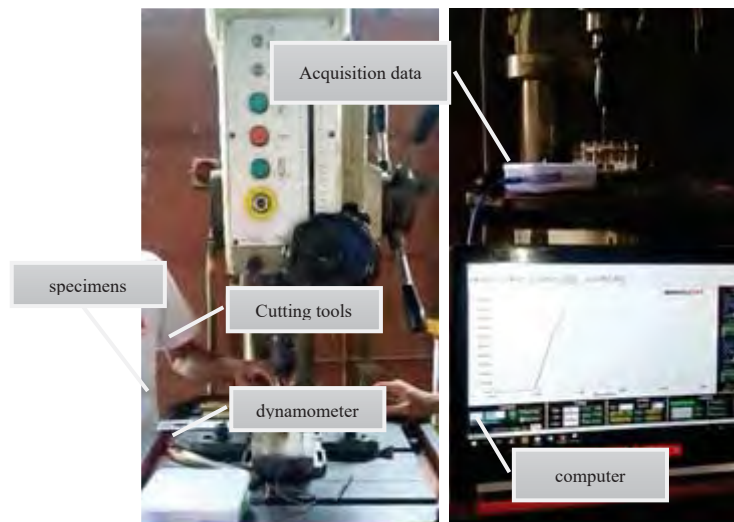 Acquisition data
specimens
Cutting tools
dynamometer
computer